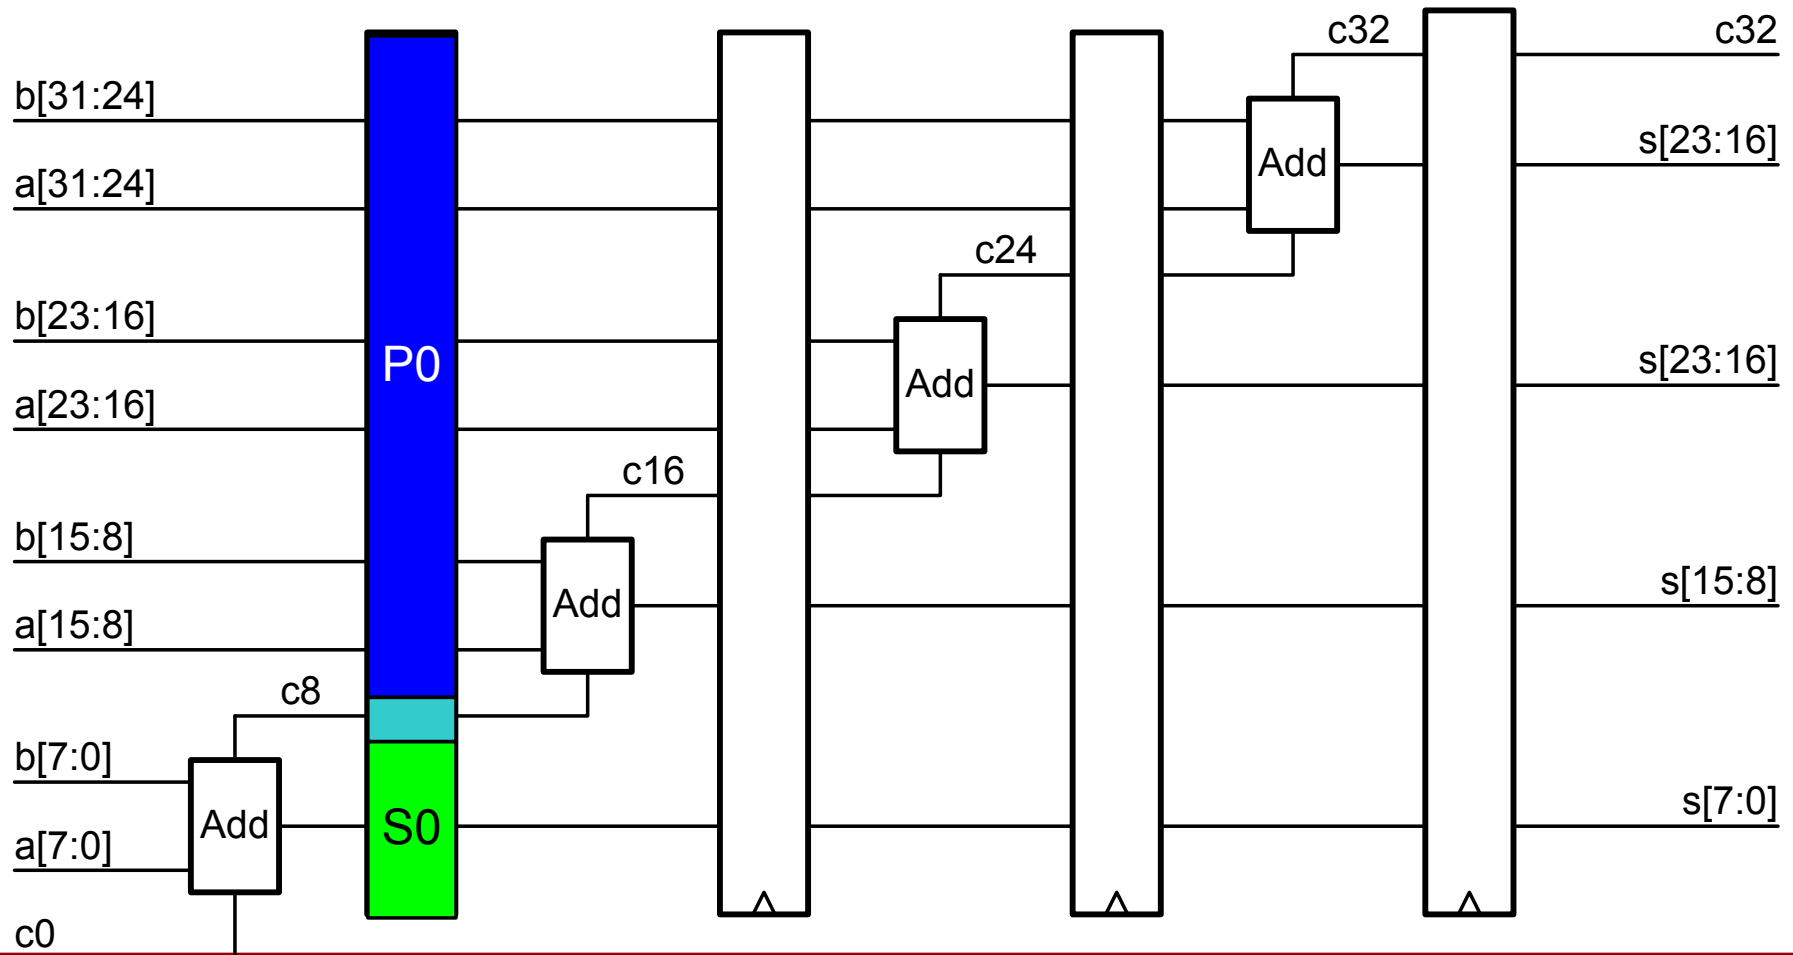 c32
c32
b[31:24]
s[23:16]
Add
a[31:24]
c24
b[23:16]
s[23:16]
P0
Add
a[23:16]
c16
b[15:8]
s[15:8]
Add
a[15:8]
c8
b[7:0]
s[7:0]
Add
S0
a[7:0]
c0